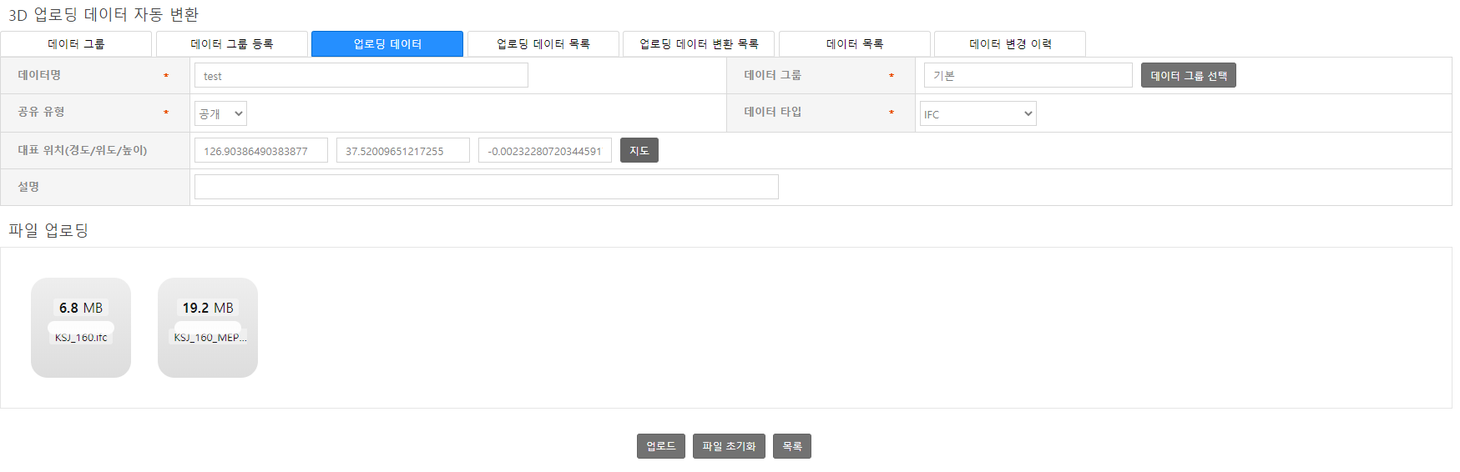 3D 업로딩 데이터 자동 변환
데이터 그룹 데이터 그룹 등록 업로딩 데이터 업로딩 데이터 목록 업로딩 데이터 변환 목록 데이터 목록 데이터 변경 이력
데이터명 * test 데이터 그룹 * 기본 데이터 그룹 선택
공유 유형 * 공개 데이터 타입 * IFC
대표 위치(경도/위도/높이) 126.90386490383877 37.52009651217255 -0.00232280720344591 지도
설명
파일 업로딩
6.8 MB 19.2 MB
KSJ_160.ifc KSJ_160_MEP...
업로드 파일 초기화 목록